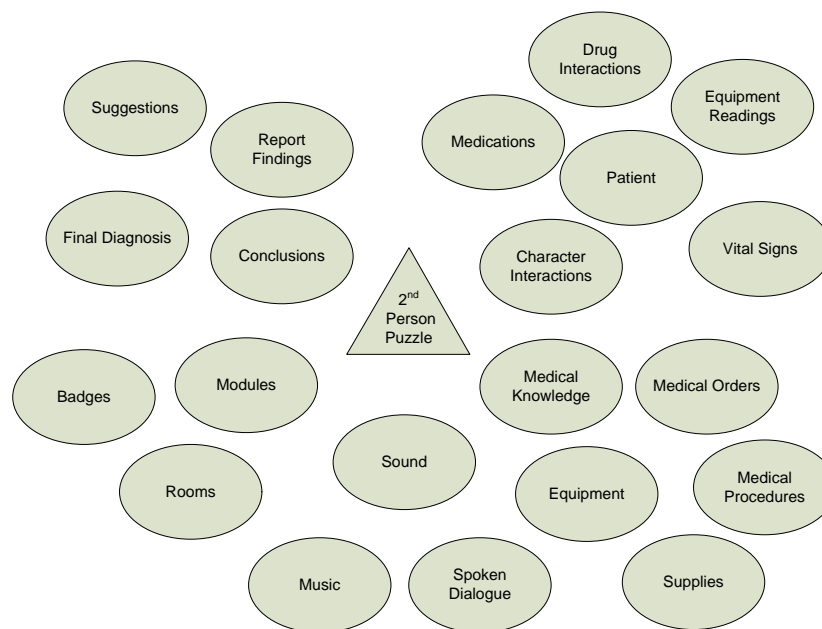 Drug
Interactions
Suggestions
Equipment
Readings
Report
Findings
Medications
Patient
Final Diagnosis
Conclusions
Character
Interactions
Vital Signs
2nd
Person
Puzzle
Badges
Modules
Medical
Knowledge
Medical Orders
Sound
Rooms
Equipment
Medical
Procedures
Music
Spoken
Dialogue
Supplies